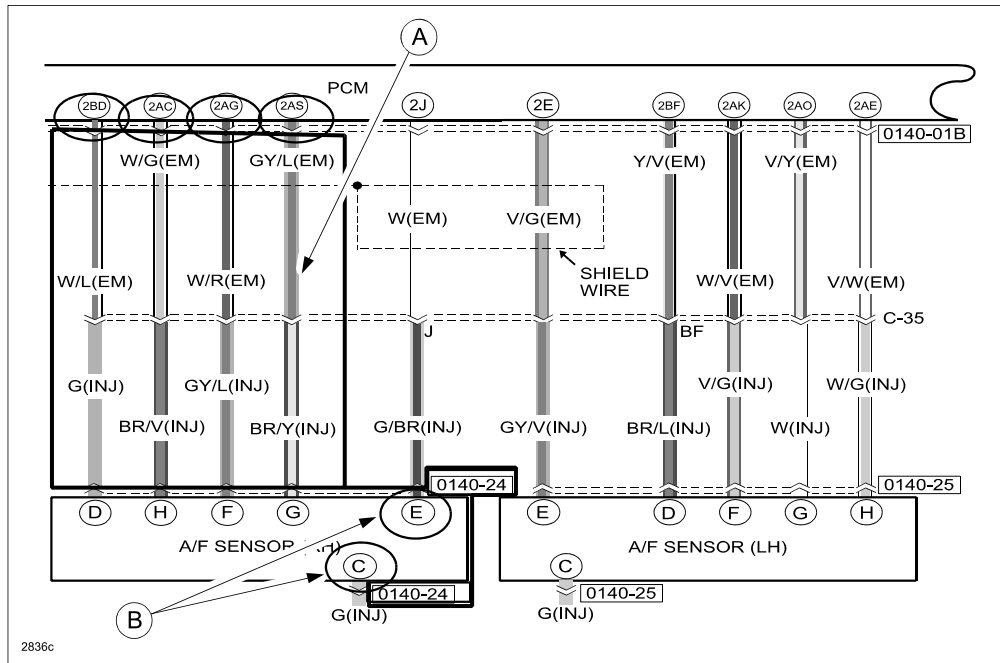 A
PCM
2BD 2AC 2AG 2AS 2J 2E 2BF 2AK 2AO 2AE
0140-01B
W/G(EM) GY/L(EM) Y/V(EM) V/Y(EM)
W(EM) V/G(EM)
SHIELD
WIRE
W/L(EM) W/R(EM) W/V(EM) V/W(EM)
C-35
J BF
G(INJ) GY/L(INJ) V/G(INJ) W/G(INJ)
BR/V(INJ) BR/Y(INJ) G/BR(INJ) GY/V(INJ) BR/L(INJ) W(INJ)
0140-24 0140-25
D H F G E E D F G H
A/F SENSOR H) A/F SENSOR (LH)
C C
0140-24 0140-25
B
G(INJ) G(INJ)
2836c